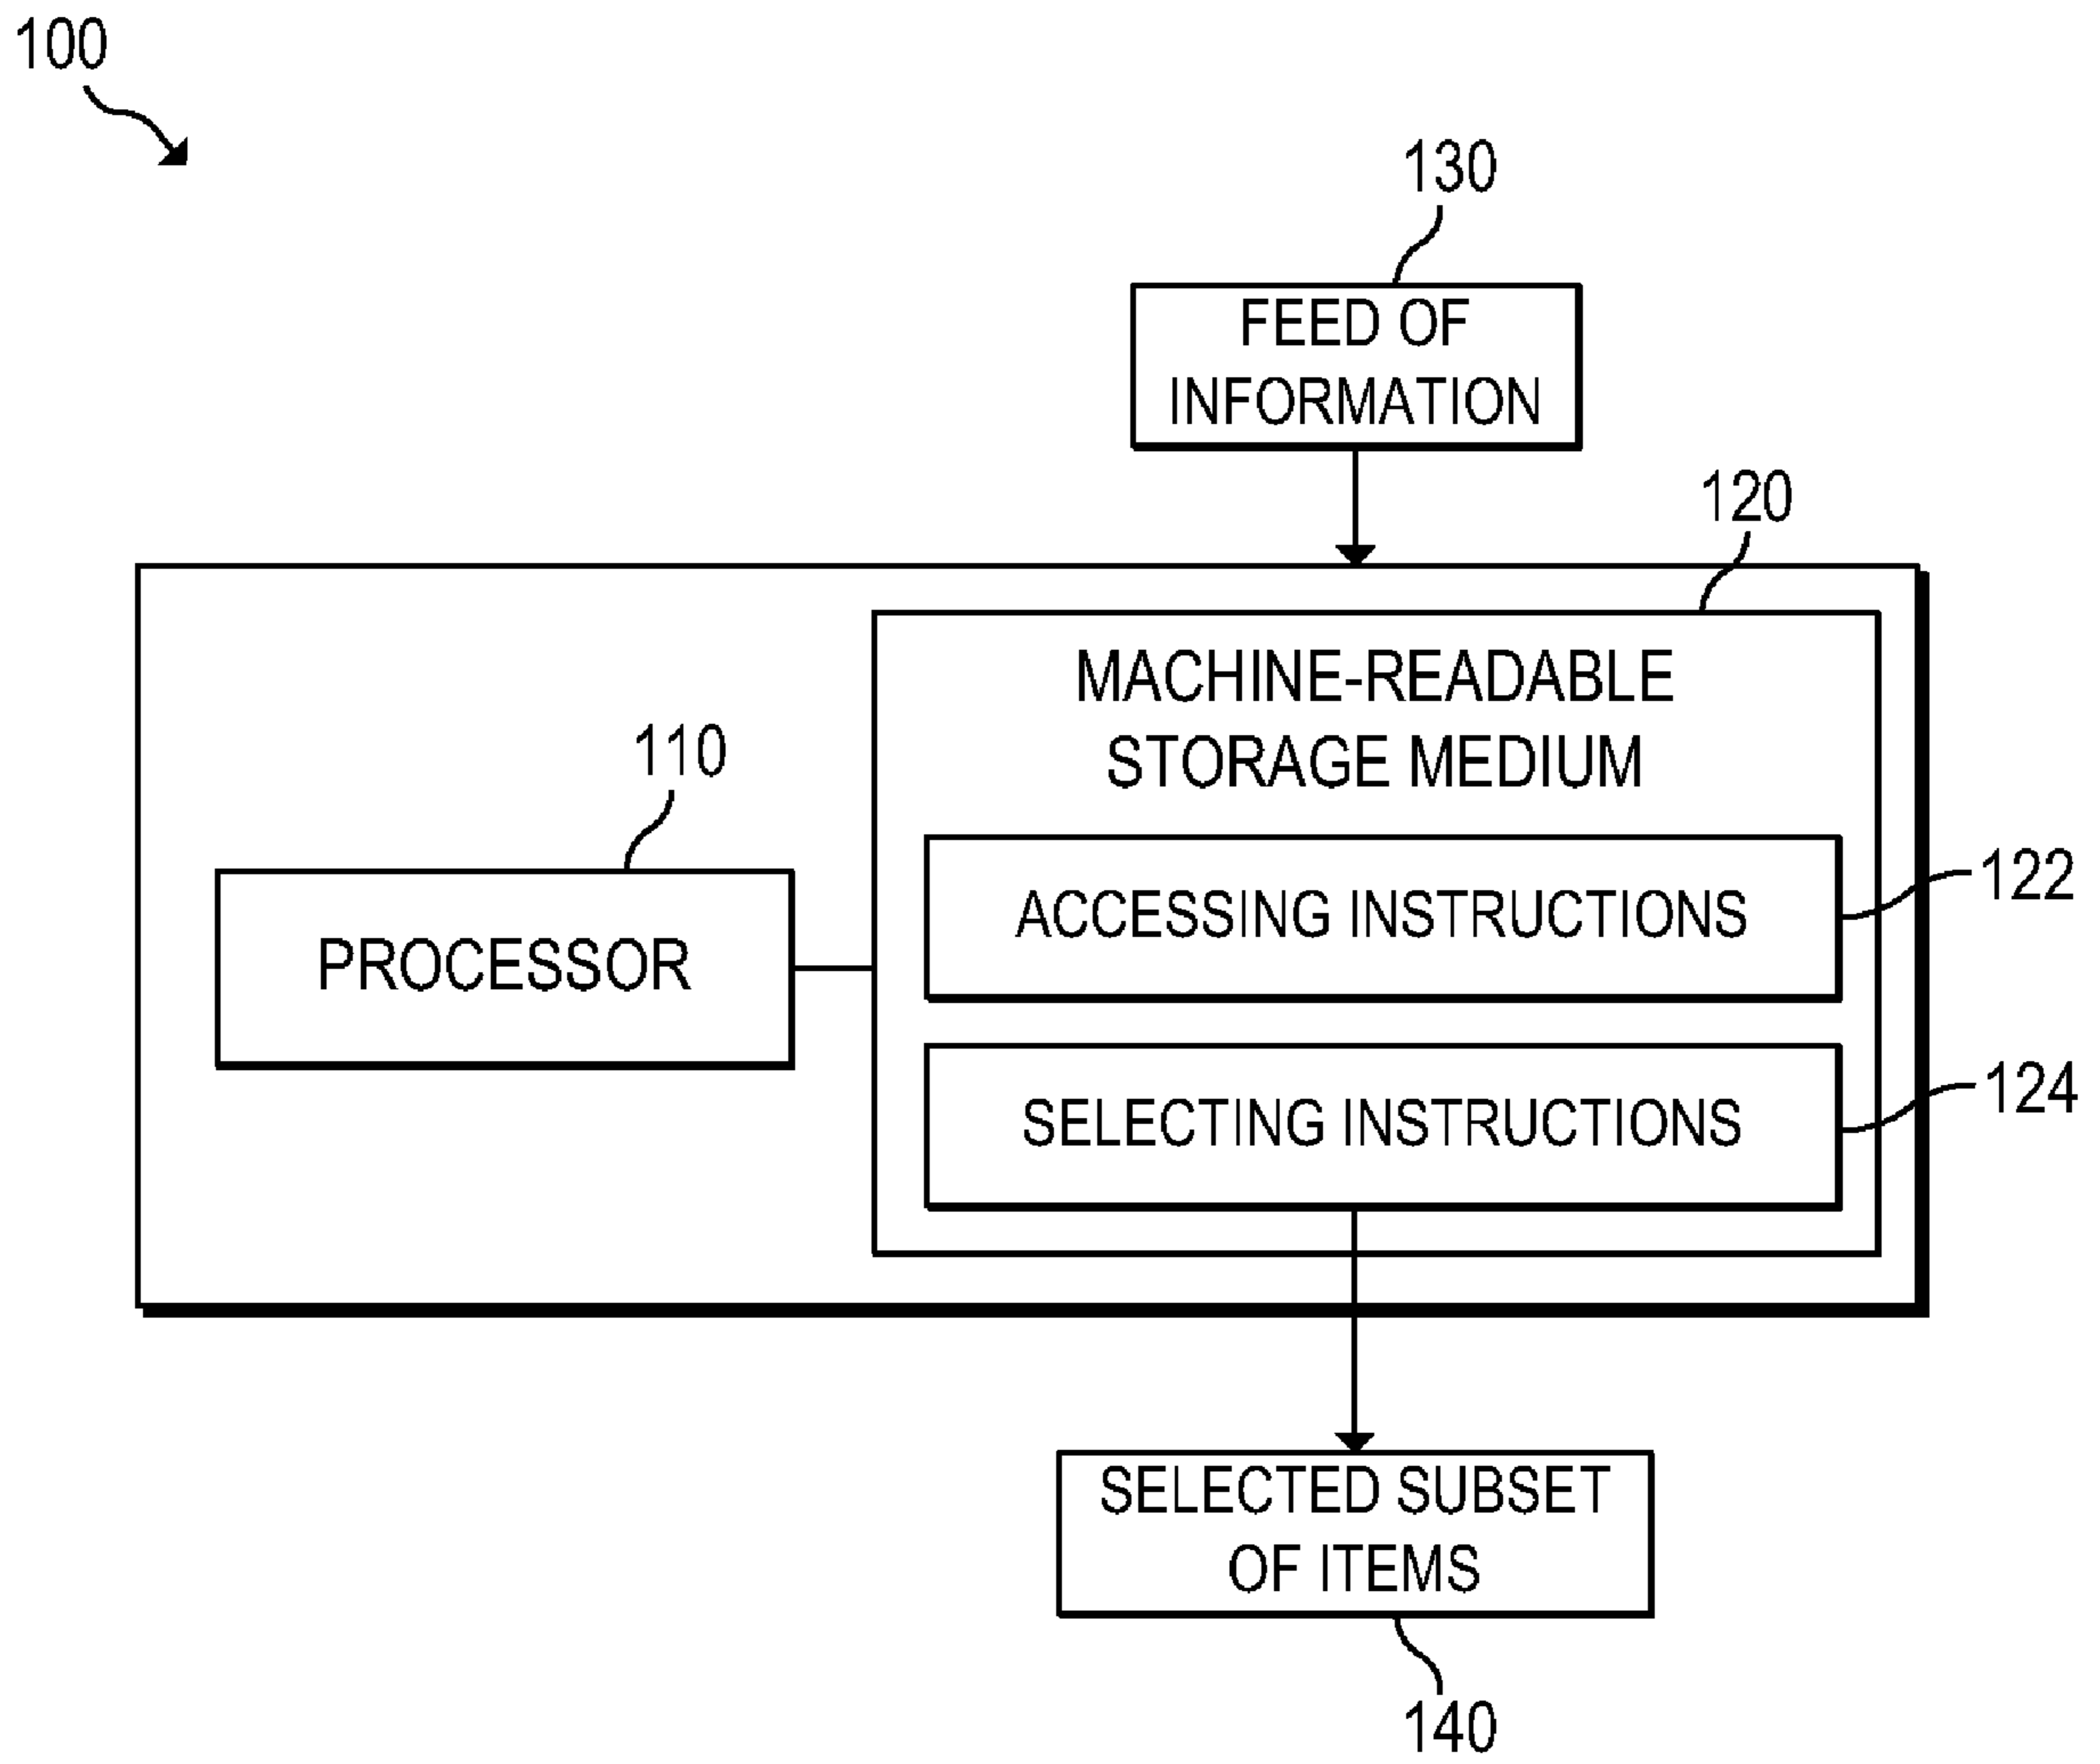 100
130
FEED OF
INFORMATION
120
MACHINE-READABLE
STORAGE MEDIUM
110
PROCESSOR
ACCESSING INSTRUCTIONS
122
SELECTING INSTRUCTIONS
124
SELECTED SUBSET
OF ITEMS
140